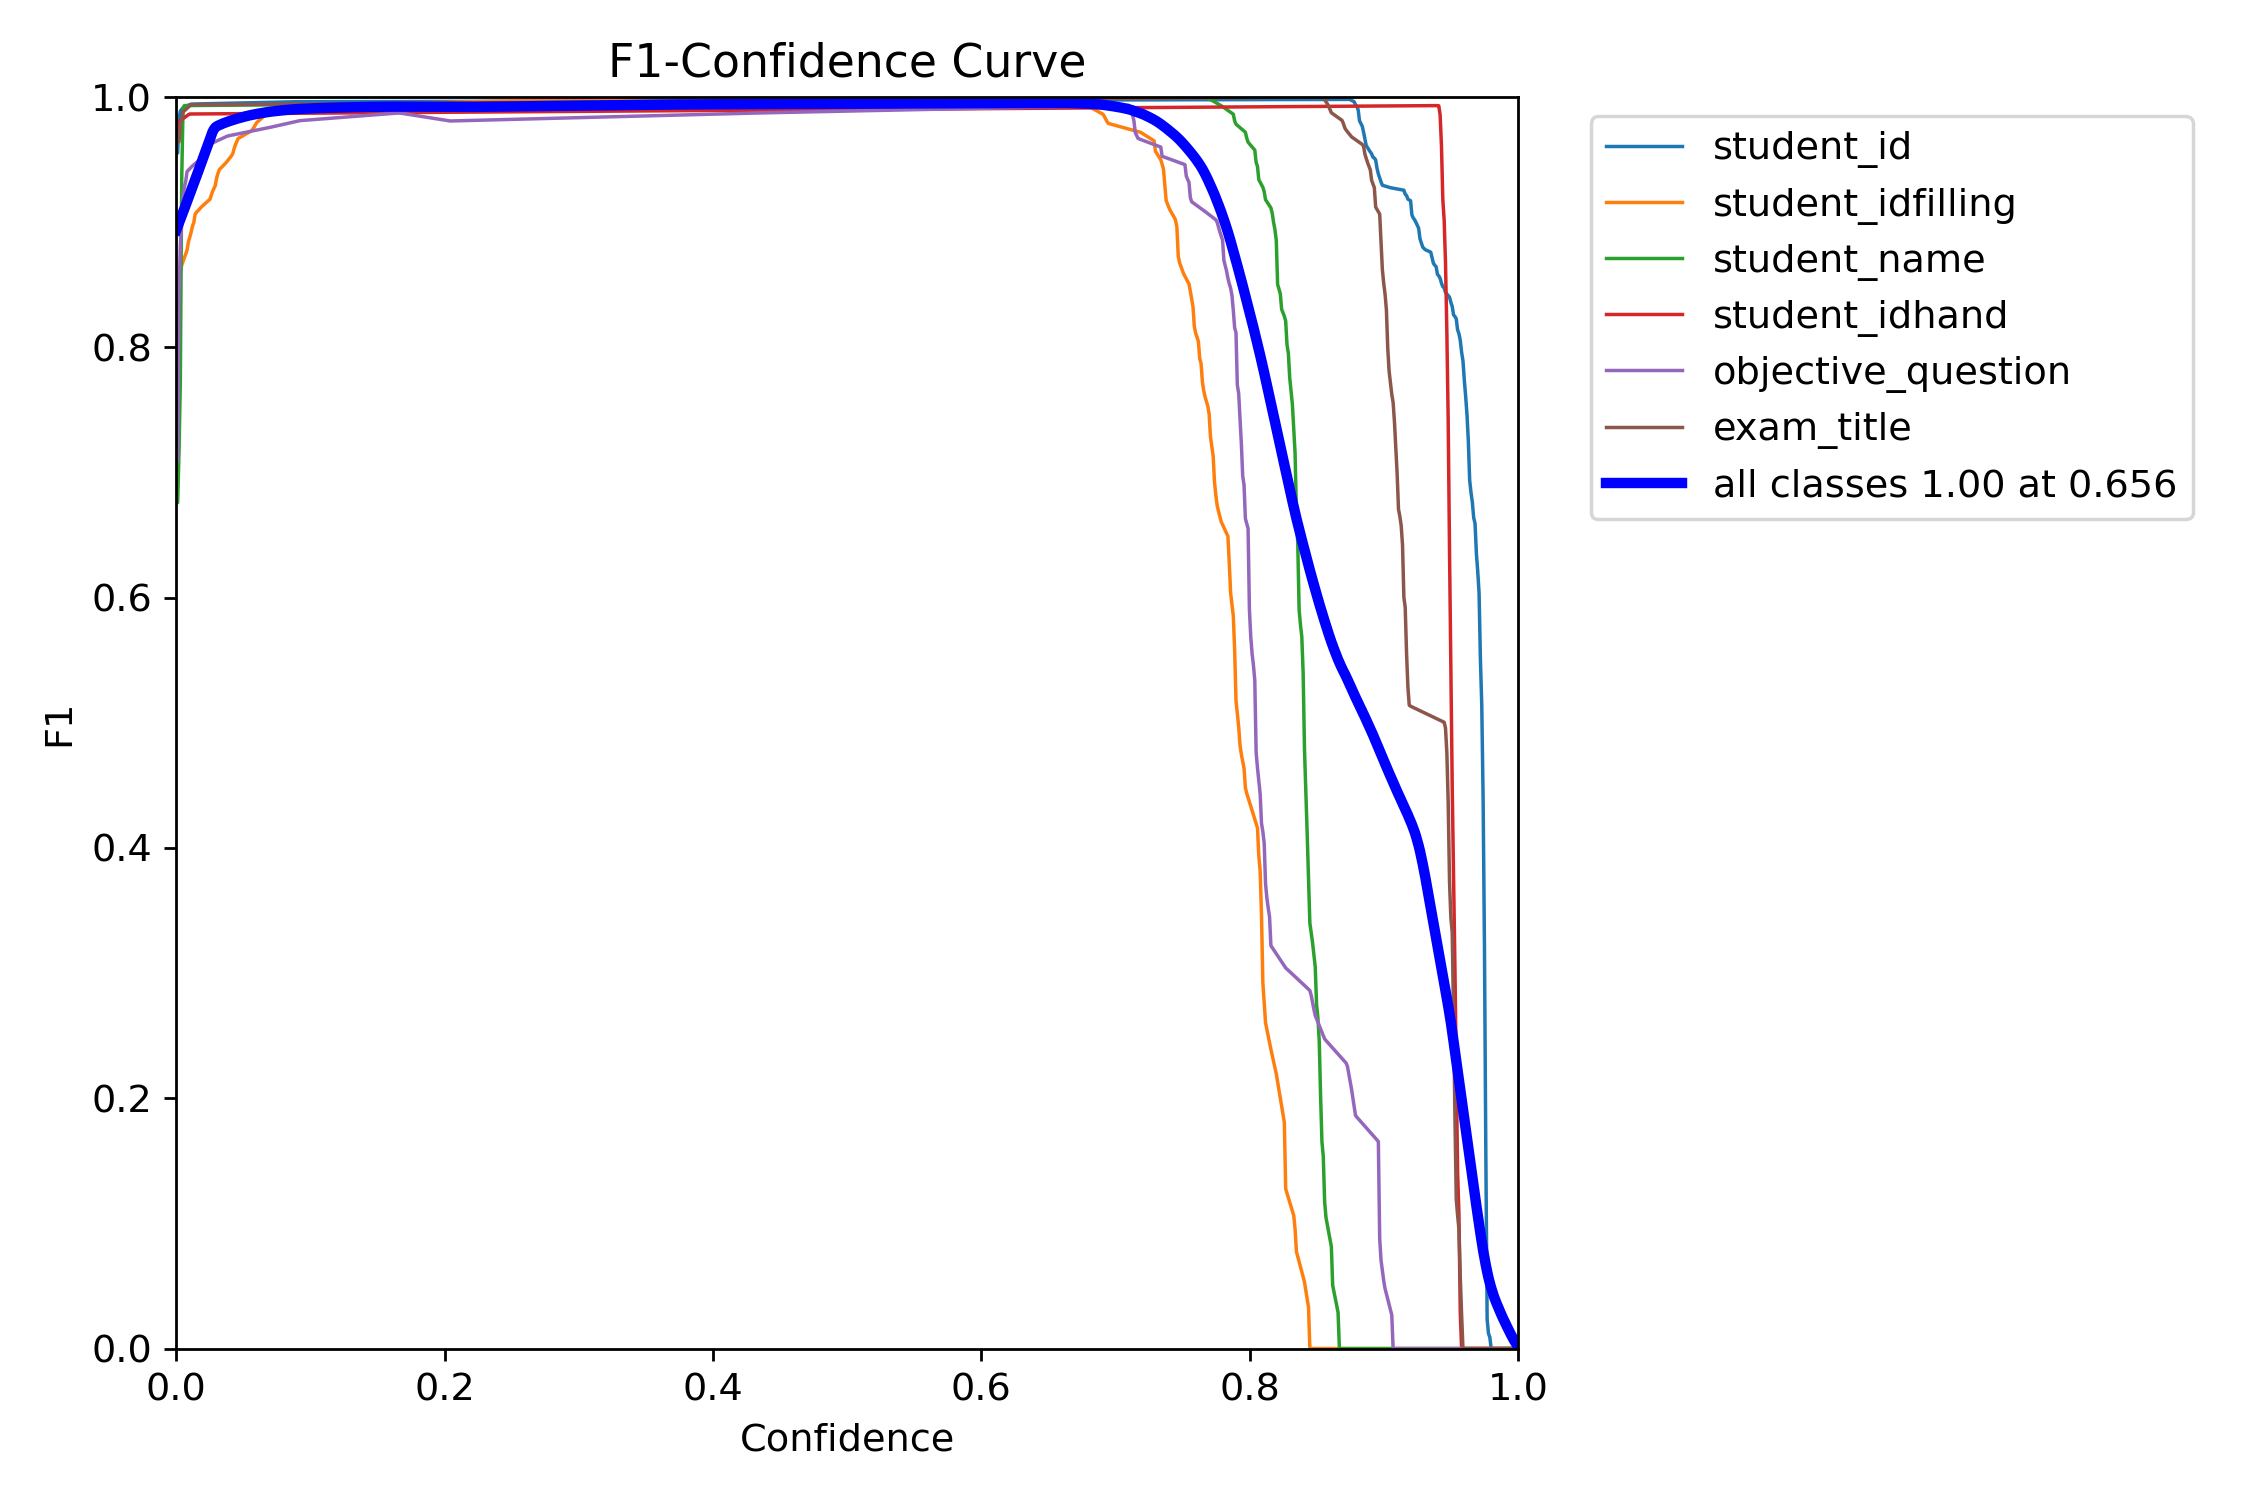 F1-Confidence Curve
1.0
0.8
0.6
0.4
0.2
0.0
F1
0.0 0.2 0.4 0.6 0.8 1.0
Confidence
student_id
student_idfilling
student_name
student_idhand
objective_question
exam_title
all classes 1.00 at 0.656